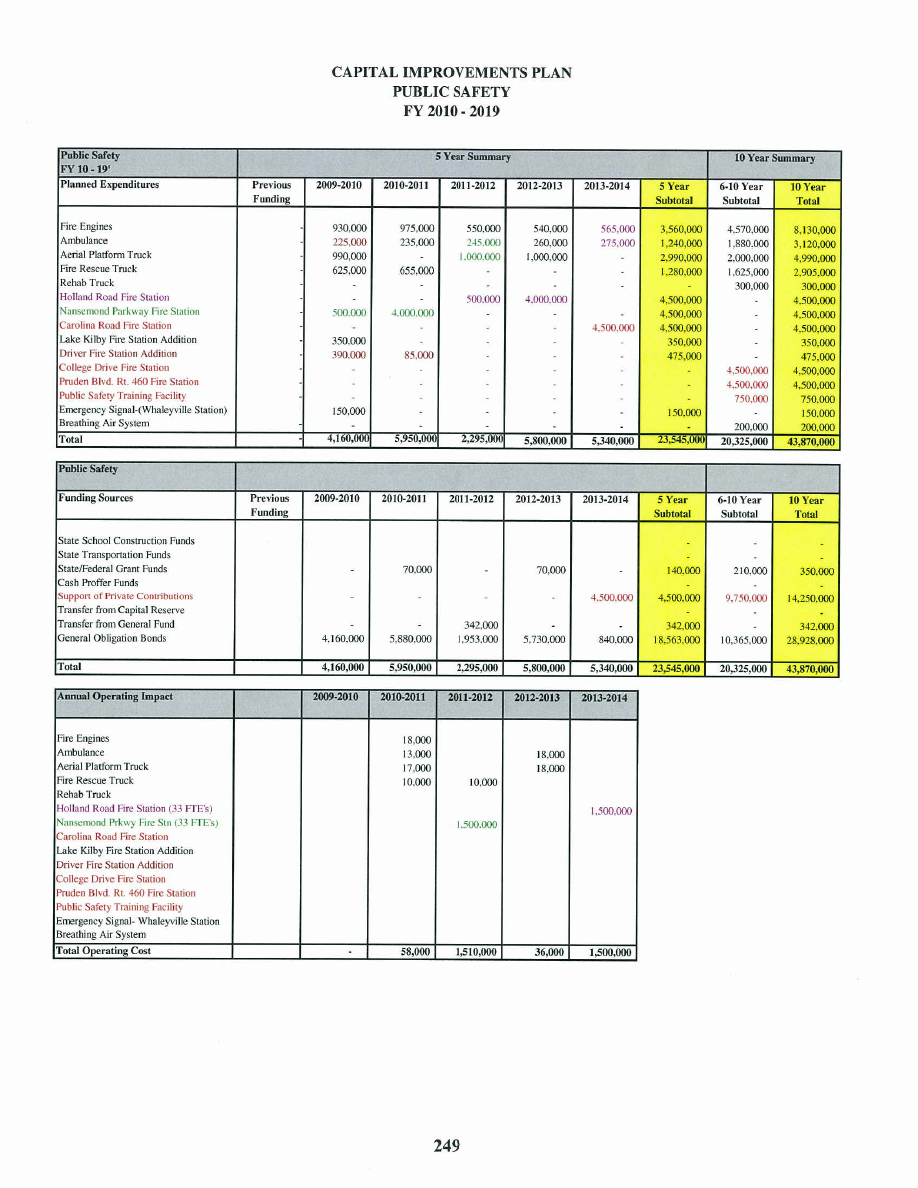 CAPITAL IMPROVEMENTS PLAN
PUBLIC SAFETY
FY 2010 - 2019
Public Safety 5 Year Summary 10 Year Summary
FY 10 - 19'
Planned Expenditures Previous 2009-2010 2010-2011 2011-2012 2012-2013 2013-2014 5 Year 6-10 Year 10 Year
Funding Subtotal Subtotal Total
Fire Engines - 930,000 975,000 550,000 540,000 565,000 3,560,000 4,570,000 8,130,000
Ambulance - 225,000 235,000 245,000 260,000 275,000 1,240,000 1,880,000 3,120,000
Aerial Platform Truck - 990,000 - 1,000,000 1,000,000 - 2,990,000 2,000,000 4,990,000
Fire Rescue Truck - 625,000 655,000 - - - 1,280,000 1,625,000 2,905,000
Rehab Truck - - - - - - - 300,000 300,000
Holland Road Fire Station - - - 500,000 4,000,000 4,500,000 - 4,500,000
Nansemond Parkway Fire Station - 500,000 4,000,000 - - - 4,500,000 - 4,500,000
Carolina Road Fire Station - - - - - 4,500,000 4,500,000 - 4,500,000
Lake Kilby Fire Station Addition - 350,000 - - - - 350,000 - 350,000
Driver Fire Station Addition - 390,000 85,000 - - - 475,000 - 475,000
College Drive Fire Station - - - - - - - 4,500,000 4,500,000
Pruden Blvd. Rt. 460 Fire Station - - - - - - - 4,500,000 4,500,000
Public Safety Training Facility - - - - - - - 750,000 750,000
Emergency Signal-(Whaleyville Station) 150,000 - - - - 150,000 - 150,000
Breathing Air System - - - - - - - 200,000 200,000
Total - 4,160,000 5,950,000 2,295,000 5,800,000 5,340,000 23,545,000 20,325,000 43,870,000
Public Safety
Funding Sources Previous 2009-2010 2010-2011 2011-2012 2012-2013 2013-2014 5 Year 6-10 Year 10 Year
Funding Subtotal Subtotal Total
State School Construction Funds - - -
State Transportation Funds - - -
State/Federal Grant Funds - 70,000 - 70,000 - 140,000 210,000 350,000
Cash Proffer Funds - - -
Support of Private Contributions - - - - 4,500,000 4,500,000 9,750,000 14,250,000
Transfer from Capital Reserve - - -
Transfer from General Fund - - 342,000 - - 342,000 - 342,000
General Obligation Bonds 4,160,000 5,880,000 1,953,000 5,730,000 840,000 18,563,000 10,365,000 28,928,000
Total 4,160,000 5,950,000 2,295,000 5,800,000 5,340,000 23,545,000 20,325,000 43,870,000
Annual Operating Impact 2009-2010 2010-2011 2011-2012 2012-2013 2013-2014
Fire Engines 18,000
Ambulance 13,000 18,000
Aerial Platform Truck 17,000 18,000
Fire Rescue Truck 10,000 10,000
Rehab Truck
Holland Road Fire Station (33 FTE's) 1,500,000
Nansemond Prkwy Fire Stn (33 FTE's) 1,500,000
Carolina Road Fire Station
Lake Kilby Fire Station Addition
Driver Fire Station Addition
College Drive Fire Station
Pruden Blvd. Rt. 460 Fire Station
Public Safety Training Facility
Emergency Signal- Whaleyville Station
Breathing Air System
Total Operating Cost - 58,000 1,510,000 36,000 1,500,000
249